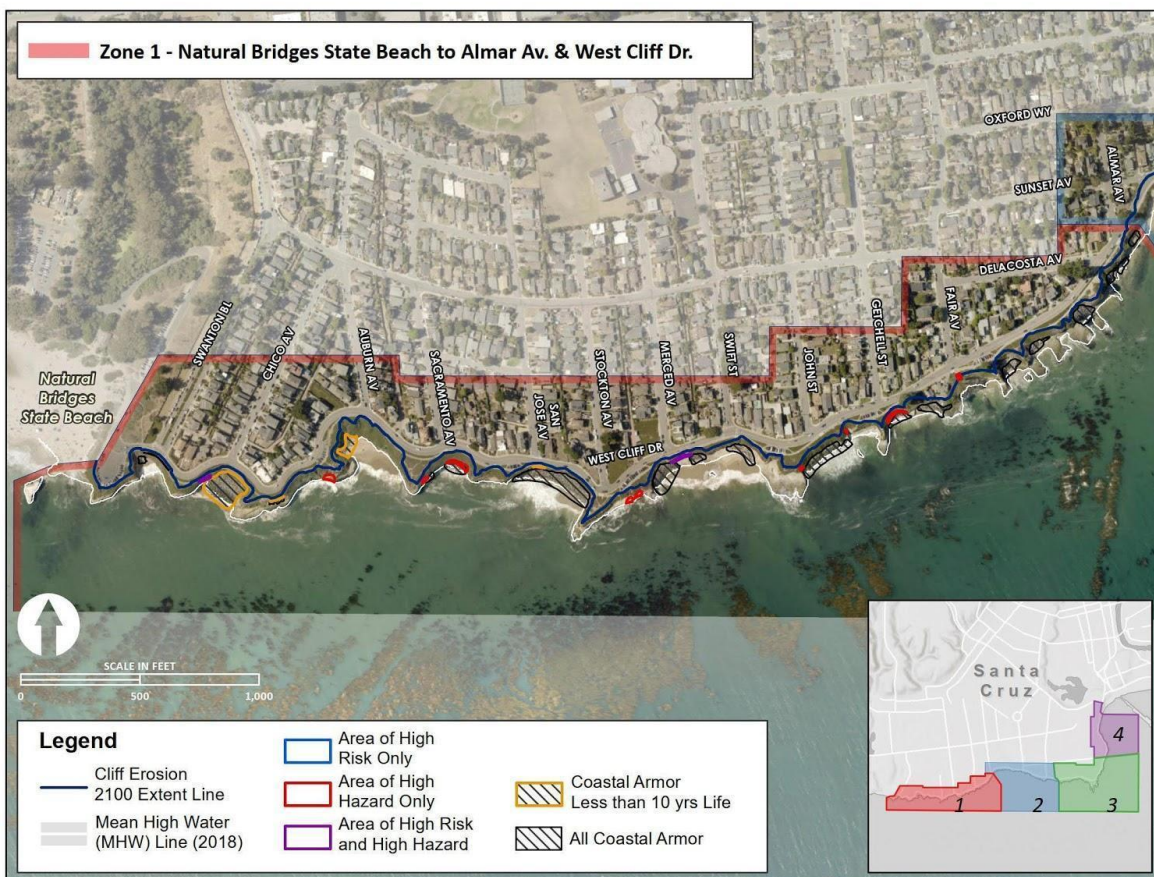 Zone 1 - Natural Bridges State Beach to Almar Av. & West Cliff Dr.
OXFORD WY
ALMAR AV
SUNSET AV
DELACOSTA AV
FAIR AV
GETCHELL ST
JOHN ST
SWIFT ST
MERCED AV
STOCKTON AV
SAN
JOSE AV
SACRAMENTO AV
AUBURN AV
CHICO AV
SWANTON BL
WEST CLIFF DR
Natural
Bridges
State Beach
SCALE IN FEET
0 500 1,000
Legend
Cliff Erosion
2100 Extent Line
Mean High Water
(MHW) Line (2018)
Area of High
Risk Only
Area of High
Hazard Only
Area of High Risk
and High Hazard
Coastal Armor
Less than 10 yrs Life
All Coastal Armor
Santa
Cruz
1
2
3
4